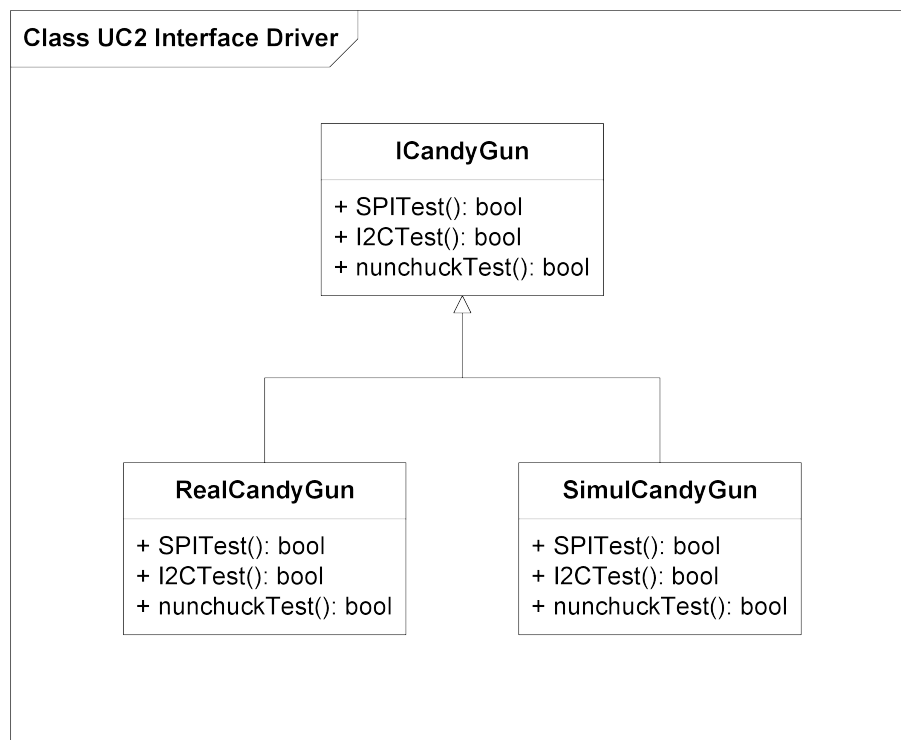 Class UC2 Interface Driver
ICandyGun
+ SPITest(): bool
+ I2CTest(): bool
+ nunchuckTest(): bool
RealCandyGun
+ SPITest(): bool
+ I2CTest(): bool
+ nunchuckTest(): bool
SimulCandyGun
+ SPITest(): bool
+ I2CTest(): bool
+ nunchuckTest(): bool